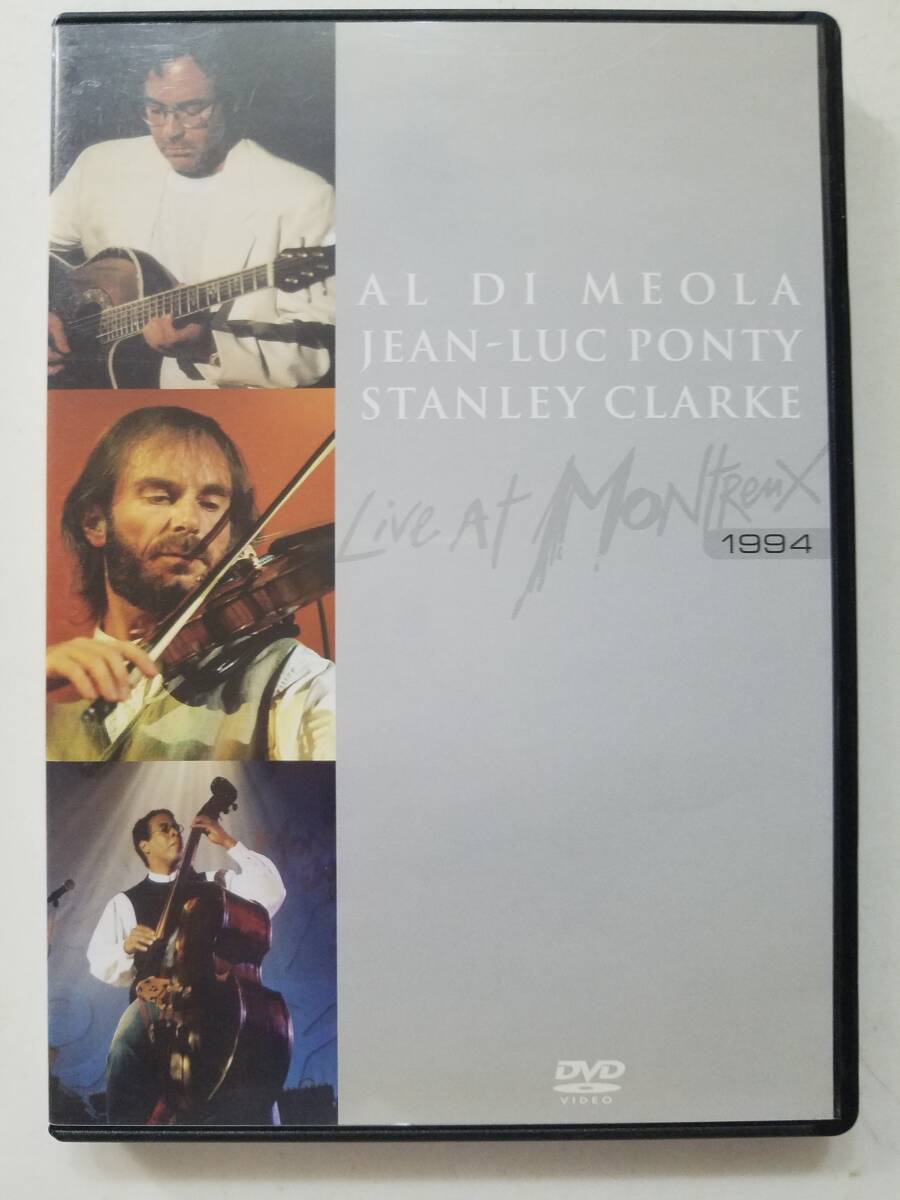 AL DI MEOLA
JEAN-LUC PONTY
STANLEY CLARKE
Live At MONtreuX
1994
DVD
VIDEO